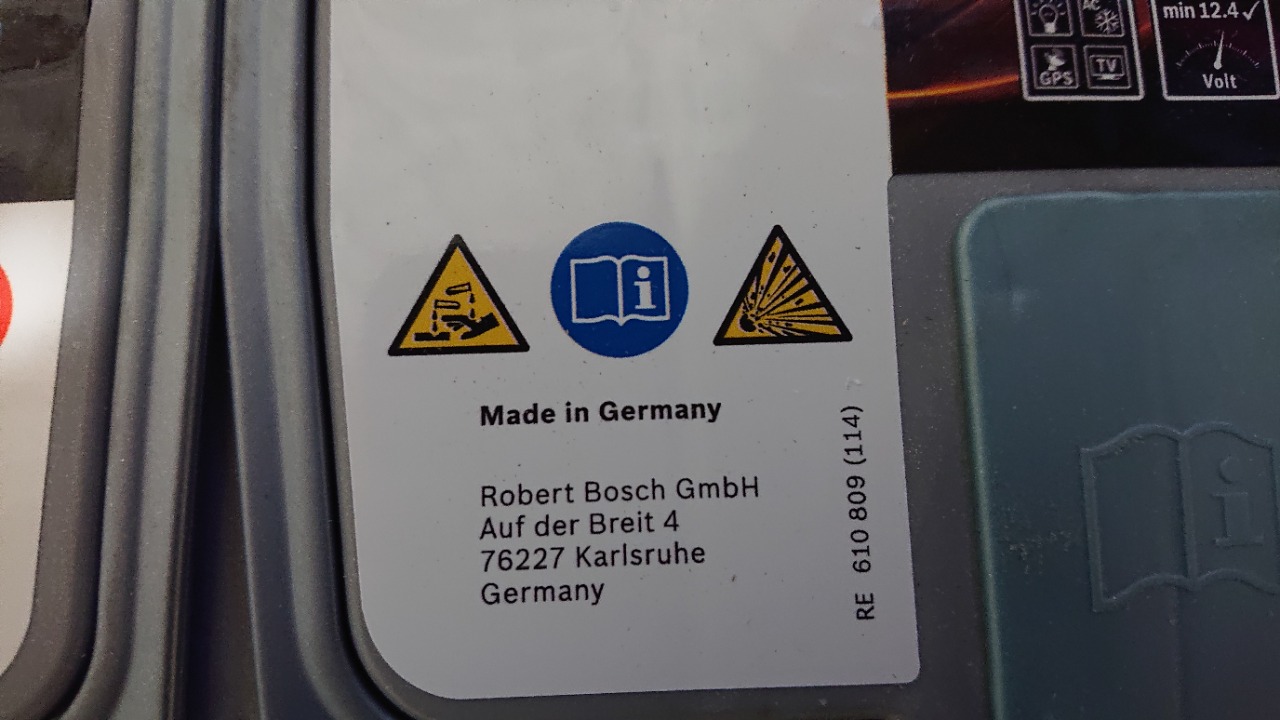 AC
GPS
TV
min 12.4✓
Volt
i
Made in Germany
Robert Bosch GmbH
Auf der Breit 4
76227 Karlsruhe
Germany
RE 610 809 (114)
i